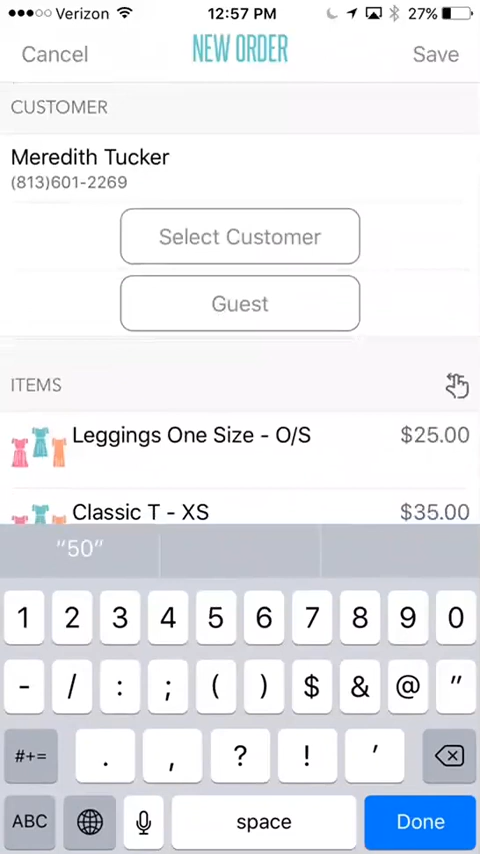 Verizon 12:57 PM 27%
Cancel NEW ORDER Save
CUSTOMER
Meredith Tucker
(813)601-2269
Select Customer
Guest
ITEMS
Leggings One Size - O/S $25.00
Classic T - XS $35.00
“50”
1 2 3 4 5 6 7 8 9 0
- / : ; ( ) $ & @ "
#+= . , ? ! '
ABC space Done